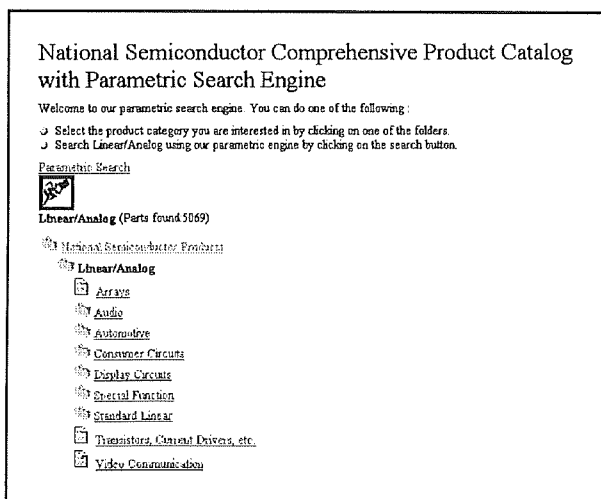 National Semiconductor Comprehensive Product Catalog
with Parametric Search Engine
Welcome to our parametric search engine. You can do one of the following :
Select the product category you are interested in by clicking on one of the folders.
Search Linear/Analog using our parametric engine by clicking on the search button.
Parametric Search
Linear/Analog (Parts found 5069)
National Semiconductor Products
Linear/Analog
Arrays
Audio
Automotive
Consumer Circuits
Display Circuits
Special Function
Standard Linear
Transistors, Current Drivers, etc.
Video Communication